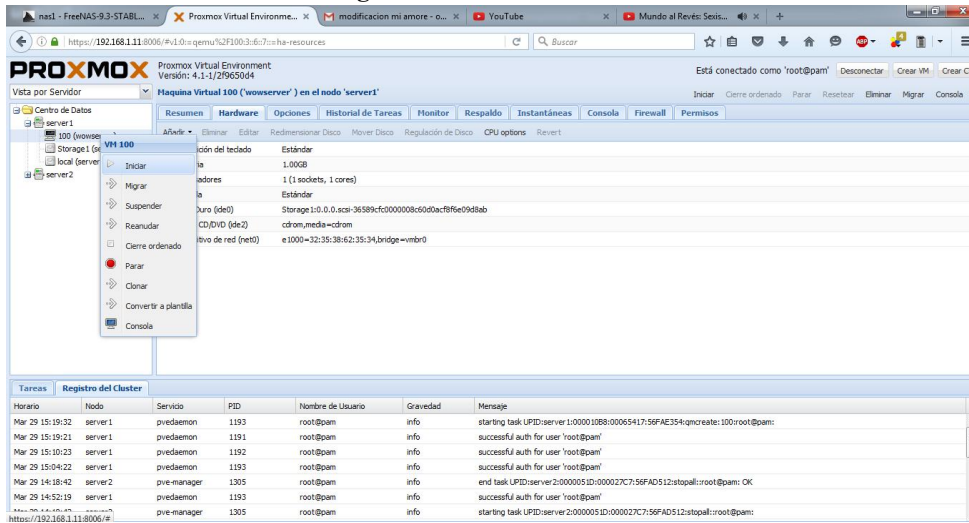 nas1 - FreeNAS-9.3-STABL...
Proxmox Virtual Environme...
modificacion mi amore - o...
YouTube
Mundo al Revés: Sexis...
https://192.168.1.11:8006/#v1:0:=qemu%2F100:3::6::7::=ha-resources
Buscar
PROXMOX
Proxmox Virtual Environment
Versión: 4.1-1/2f9650d4
Está conectado como 'root@pam'
Desconectar
Crear VM
Crear C
Vista por Servidor
Maquina Virtual 100 ('wowserver' ) en el nodo 'server1'
Iniciar Cierre ordenado Parar Resetear Eliminar Migrar Consola
Centro de Datos
server1
100 (wowser
Storage1 (se
local (server
server2
Resumen Hardware Opciones Historial de Tareas Monitor Respaldo Instantáneas Consola Firewall Permisos
Añadir Eliminar Editar Redimensionar Disco Mover Disco Regulación de Disco CPU options Revert
ción del teclado Estándar
ia 1.00GB
adores 1 (1 sockets, 1 cores)
la Estándar
Duro (ide0) Storage1:0.0.0.scsi-36589cfc0000008c60d0acf8f6e09d8ab
CD/DVD (ide2) cdrom,media=cdrom
itivo de red (net0) e1000=32:35:38:62:35:34,bridge=vmbr0
VM 100
Iniciar
Migrar
Suspender
Reanudar
Cierre ordenado
Parar
Clonar
Convertir a plantilla
Consola
Tareas Registro del Cluster
Horario Nodo Servicio PID Nombre de Usuario Gravedad Mensaje
Mar 29 15:19:32 server1 pvedaemon 1193 root@pam info starting task UPID:server1:000010B8:00065417:56FAE354:qmcreate:100:root@pam:
Mar 29 15:19:21 server1 pvedaemon 1191 root@pam info successful auth for user 'root@pam'
Mar 29 15:10:23 server1 pvedaemon 1192 root@pam info successful auth for user 'root@pam'
Mar 29 15:04:22 server1 pvedaemon 1193 root@pam info successful auth for user 'root@pam'
Mar 29 14:18:42 server2 pve-manager 1305 root@pam info end task UPID:server2:0000051D:000027C7:56FAD512:stopall::root@pam: OK
Mar 29 14:52:19 server1 pvedaemon 1193 root@pam info successful auth for user 'root@pam'
pve-manager 1305 root@pam info starting task UPID:server2:0000051D:000027C7:56FAD512:stopall::root@pam:
https://192.168.1.11:8006/#